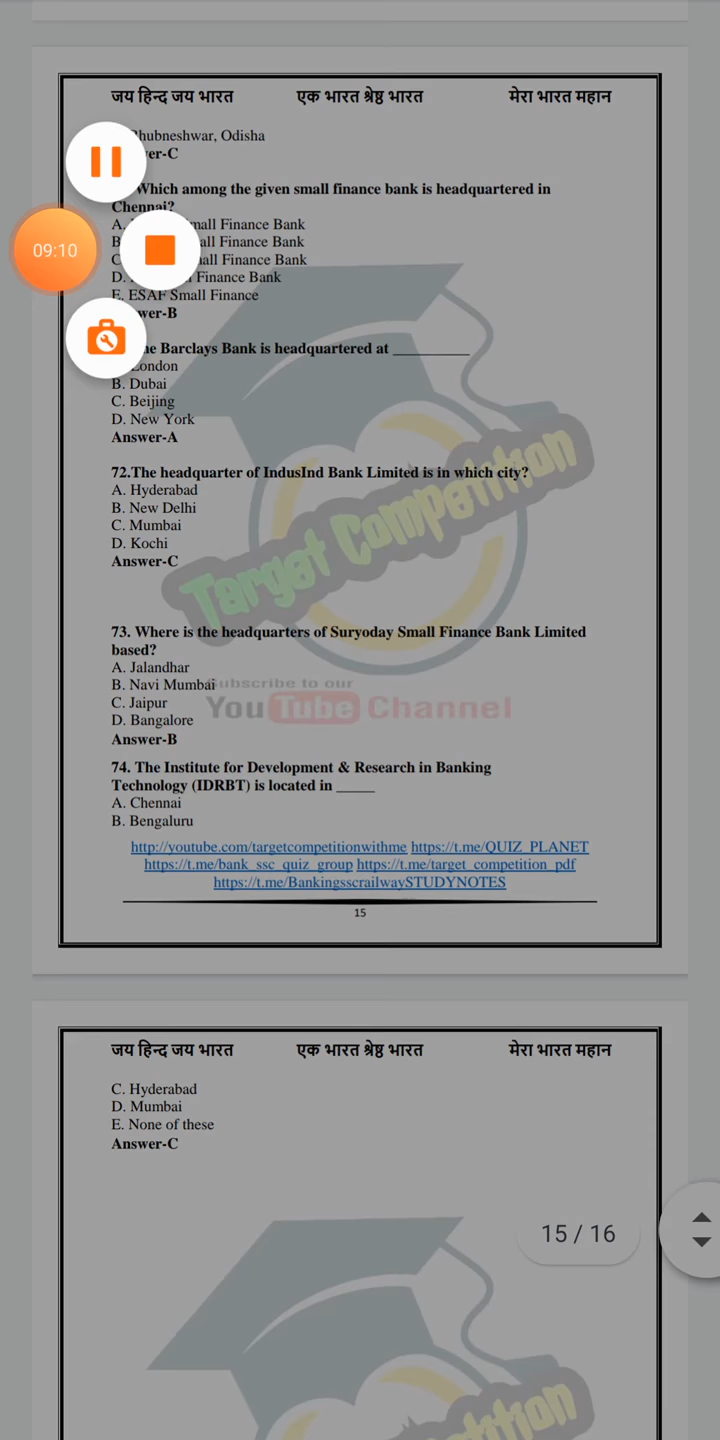 जय हिन्द जय भारत एक भारत श्रेष्ठ भारत मेरा भारत महान
hubneshwar, Odisha
er-C
Which among the given small finance bank is headquartered in
Chennai?
A. mall Finance Bank
B all Finance Bank
C all Finance Bank
D. Finance Bank
E. ESAF Small Finance
wer-B
09:10
e Barclays Bank is headquartered at __________
London
B. Dubai
C. Beijing
D. New York
Answer-A
72.The headquarter of IndusInd Bank Limited is in which city?
A. Hyderabad
B. New Delhi
C. Mumbai
D. Kochi
Answer-C
Target Competition
73. Where is the headquarters of Suryoday Small Finance Bank Limited
based?
A. Jalandhar
B. Navi Mumbai
C. Jaipur
D. Bangalore
Answer-B
Subscribe to our
YouTube Channel
74. The Institute for Development & Research in Banking
Technology (IDRBT) is located in _____
A. Chennai
B. Bengaluru
http://youtube.com/targetcompetitionwithme https://t.me/QUIZ_PLANET
https://t.me/bank_ssc_quiz_group https://t.me/target_competition_pdf
https://t.me/BankingsscrailwaySTUDYNOTES
15
जय हिन्द जय भारत एक भारत श्रेष्ठ भारत मेरा भारत महान
C. Hyderabad
D. Mumbai
E. None of these
Answer-C
15 / 16